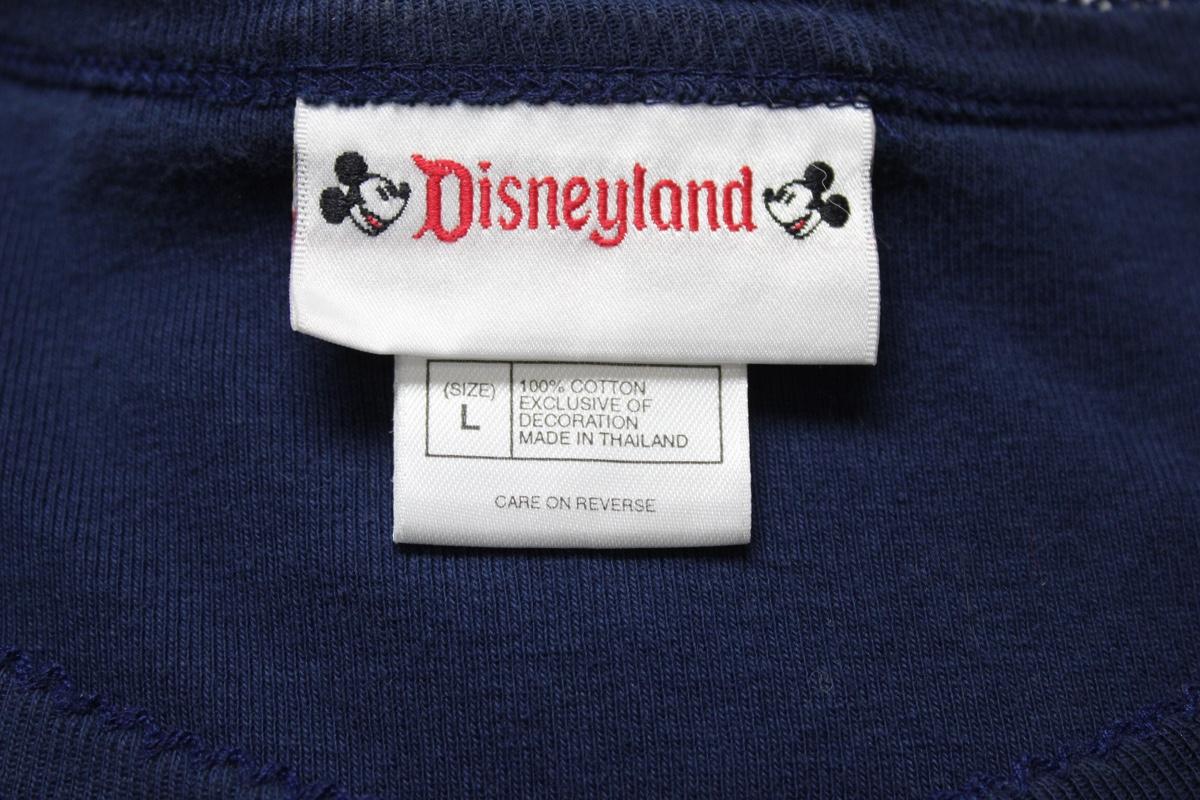 Disneyland
(SIZE)
L
100% COTTON
EXCLUSIVE OF
DECORATION
MADE IN THAILAND
CARE ON REVERSE